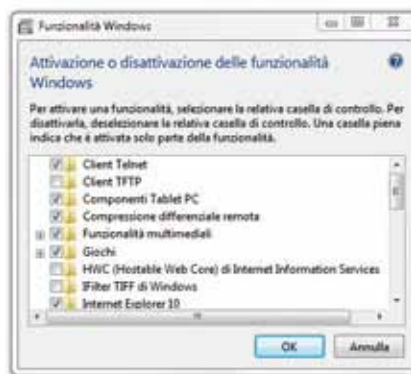 Funzionalità Windows
Attivazione o disattivazione delle funzionalità
Windows
Per attivare una funzionalità, selezionare la relativa casella di controllo. Per
disattivarla, deselezionare la relativa casella di controllo. Una casella piena
indica che è attivata solo parte della funzionalità.
Client Telnet
Client TFTP
Componenti Tablet PC
Compressione differenziale remota
Funzionalità multimediali
Giochi
HWC (Hostable Web Core) di Internet Information Services
IFilter TIFF di Windows
Internet Explorer 10
OK
Annulla